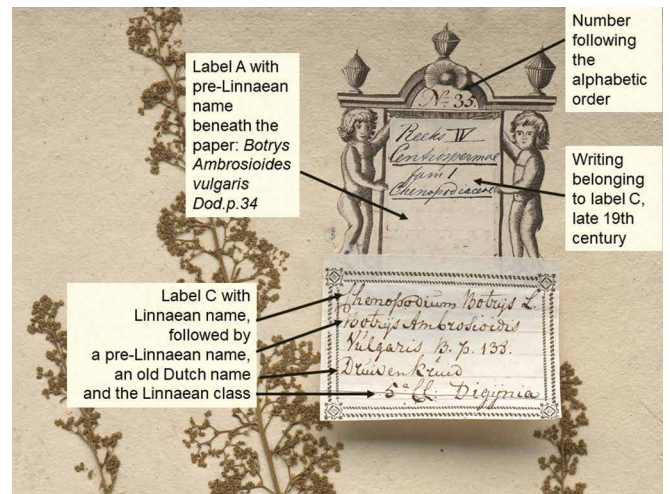 Number
following
the
alphabetic
order
Label A with
pre-Linnaean
name
beneath the
paper: Botrys
Ambrosioides
vulgaris
Dod.p.34
Nº 35.
Reeks IV
Centrospermae
fam 1
Chenopodiaceae
Writing
belonging
to label C,
late 19th
century
Label C with
Linnaean name,
followed by
a pre-Linnaean name,
an old Dutch name
and the Linnaean class
Chenopodium Botrys L.
Botrys Ambrosioidis
Vulgaris B. p. 138.
Druivenkruid
5ª Cl. Digynia